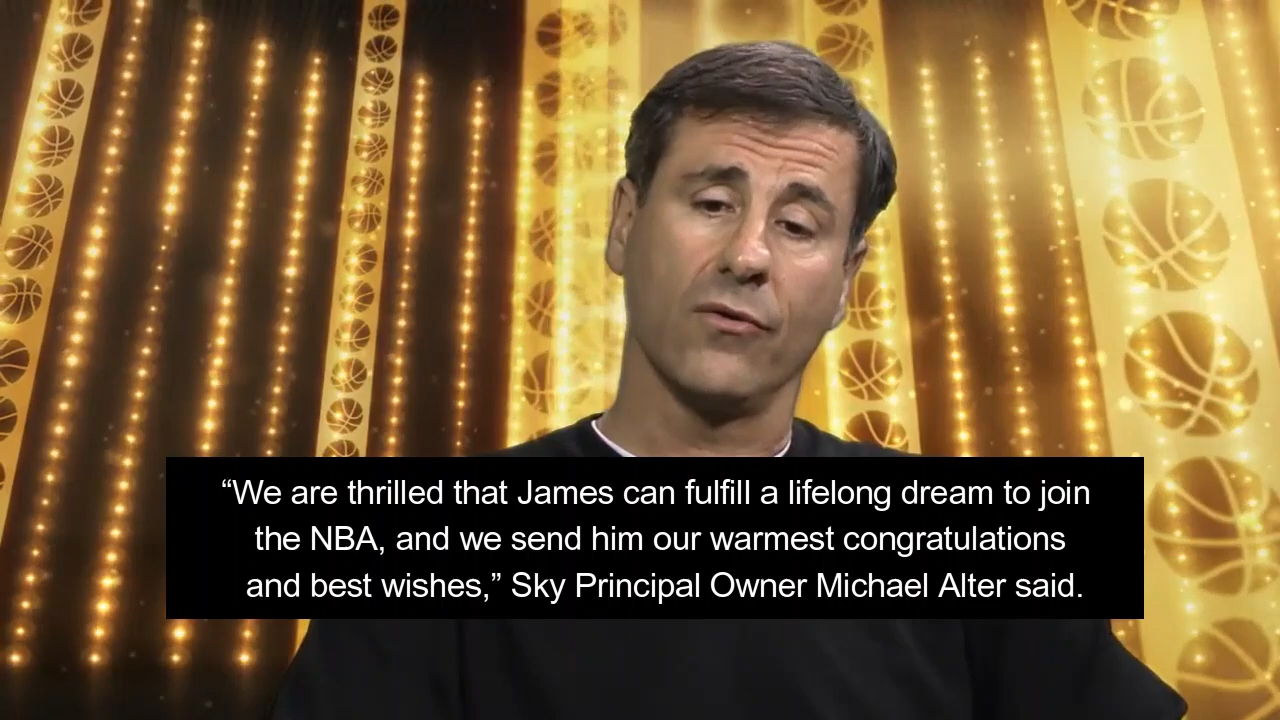 “We are thrilled that James can fulfill a lifelong dream to join
the NBA, and we send him our warmest congratulations
and best wishes,” Sky Principal Owner Michael Alter said.